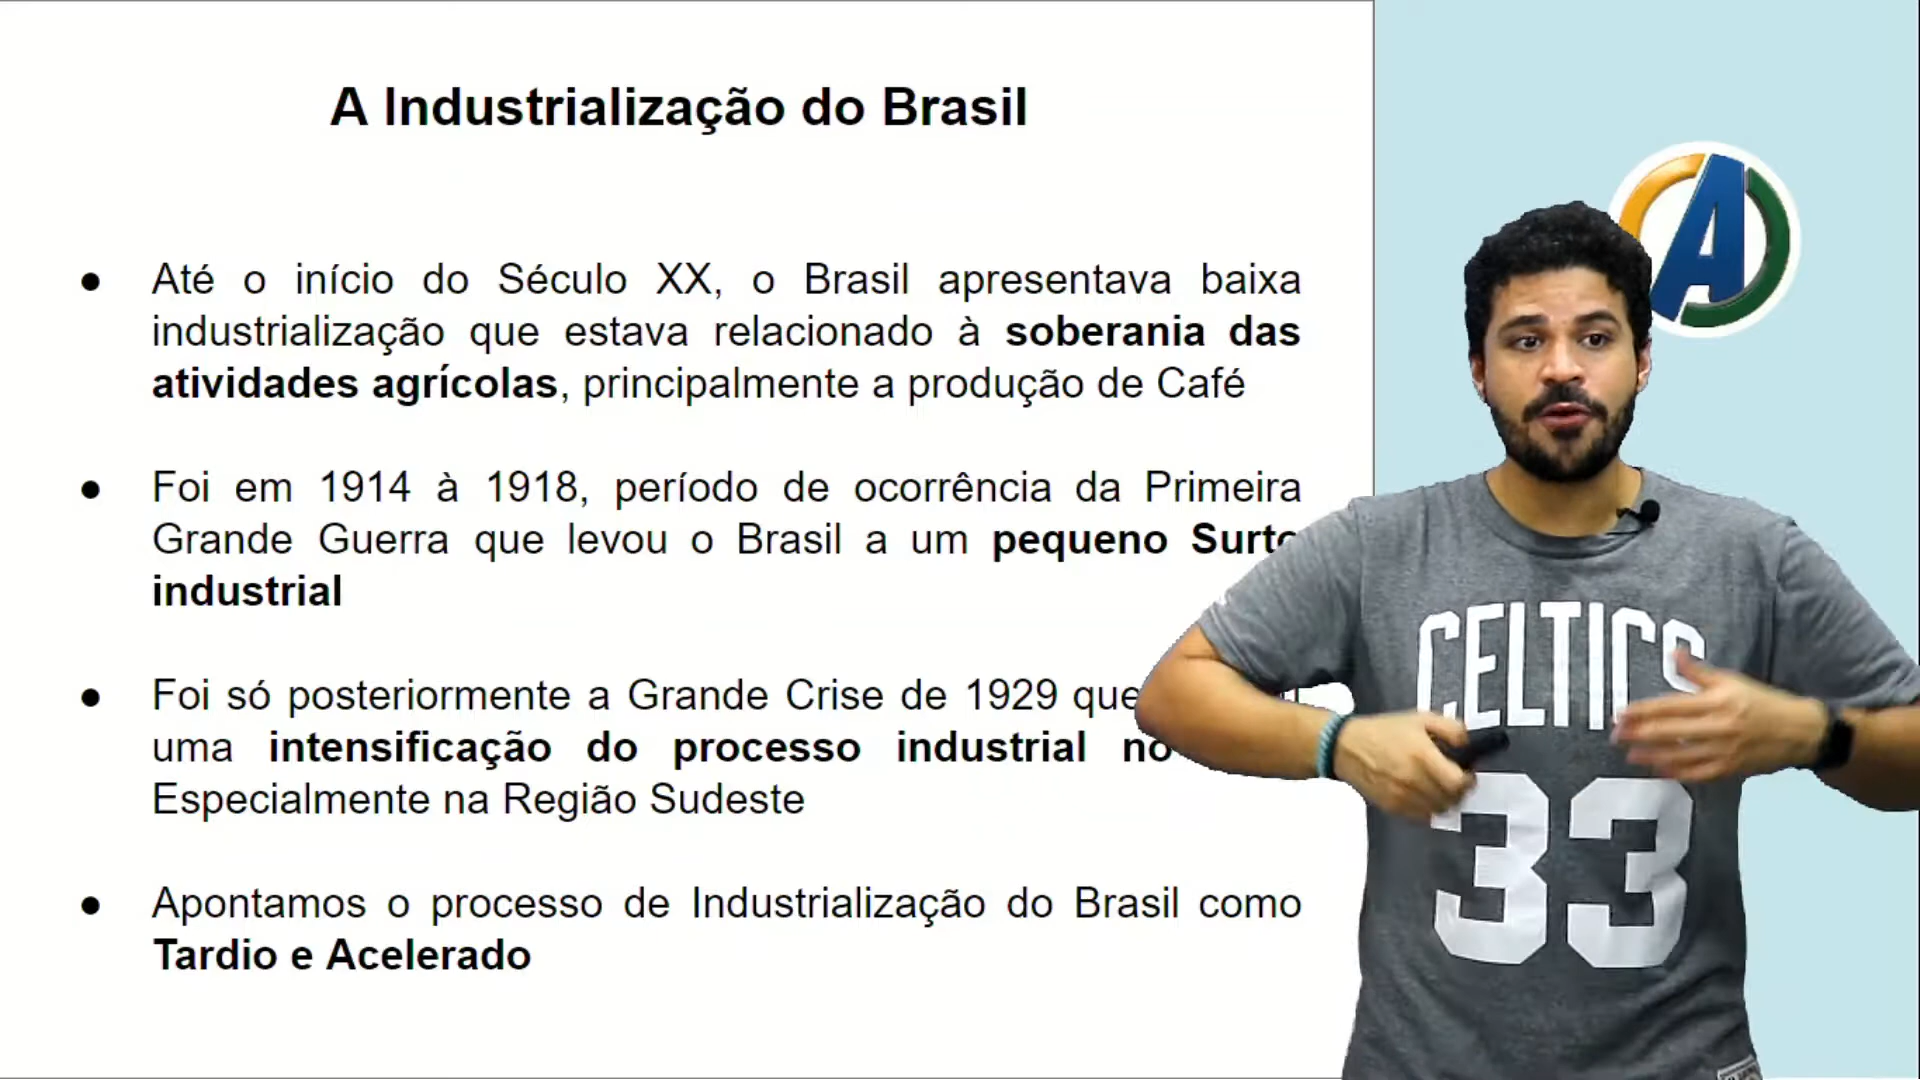 A Industrialização do Brasil
● Até o início do Século XX, o Brasil apresentava baixa
industrialização que estava relacionado à soberania das
atividades agrícolas, principalmente a produção de Café
● Foi em 1914 à 1918, período de ocorrência da Primeira
Grande Guerra que levou o Brasil a um pequeno Surto
industrial
● Foi só posteriormente a Grande Crise de 1929 que
uma intensificação do processo industrial no
Especialmente na Região Sudeste
● Apontamos o processo de Industrialização do Brasil como
Tardio e Acelerado
A
CELTICS
33